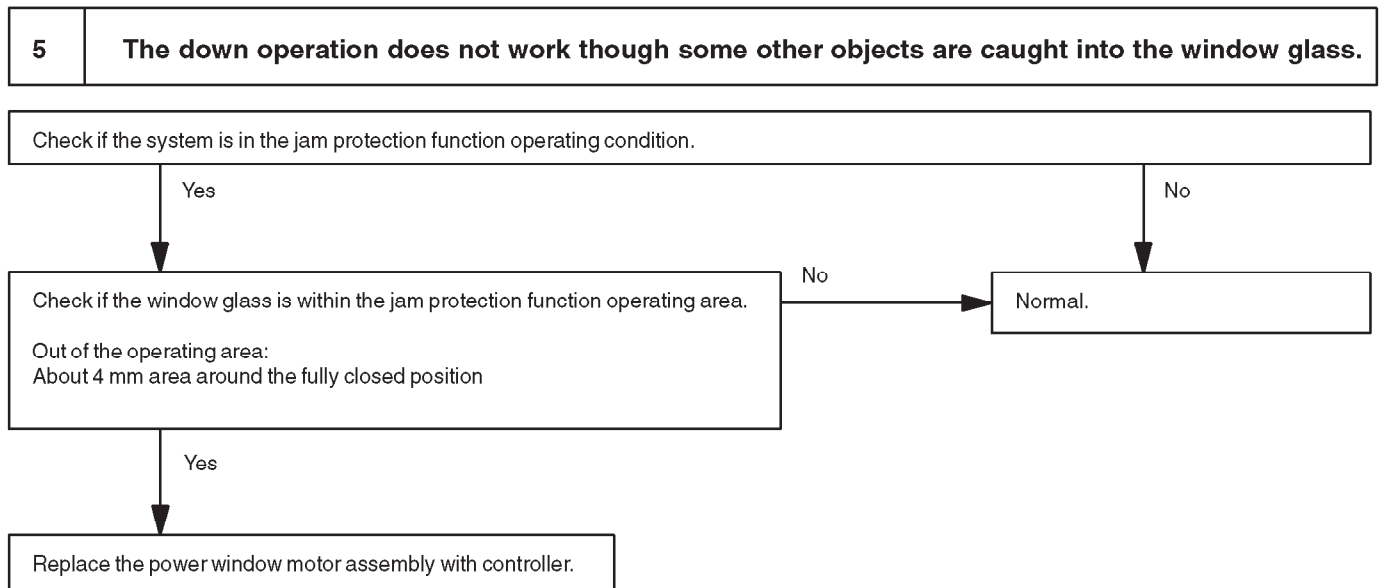 5
The down operation does not work though some other objects are caught into the window glass.
Check if the system is in the jam protection function operating condition.
Yes
No
Check if the window glass is within the jam protection function operating area.
No
Normal.
Out of the operating area:
About 4 mm area around the fully closed position
Yes
Replace the power window motor assembly with controller.